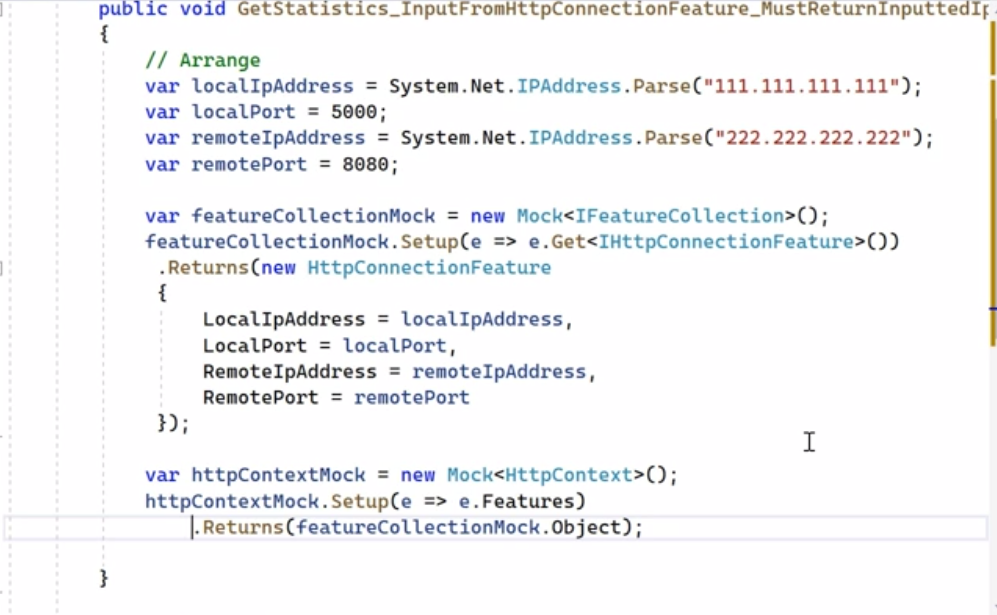 public void GetStatistics_InputFromHttpConnectionFeature_MustReturnInputtedIp
{
// Arrange
var localIpAddress = System.Net.IPAddress.Parse("111.111.111.111");
var localPort = 5000;
var remoteIpAddress = System.Net.IPAddress.Parse("222.222.222.222");
var remotePort = 8080;
var featureCollectionMock = new Mock<IFeatureCollection>();
featureCollectionMock.Setup(e => e.Get<IHttpConnectionFeature>())
.Returns(new HttpConnectionFeature
{
LocalIpAddress = localIpAddress,
LocalPort = localPort,
RemoteIpAddress = remoteIpAddress,
RemotePort = remotePort
});
var httpContextMock = new Mock<HttpContext>();
httpContextMock.Setup(e => e.Features)
.Returns(featureCollectionMock.Object);
}